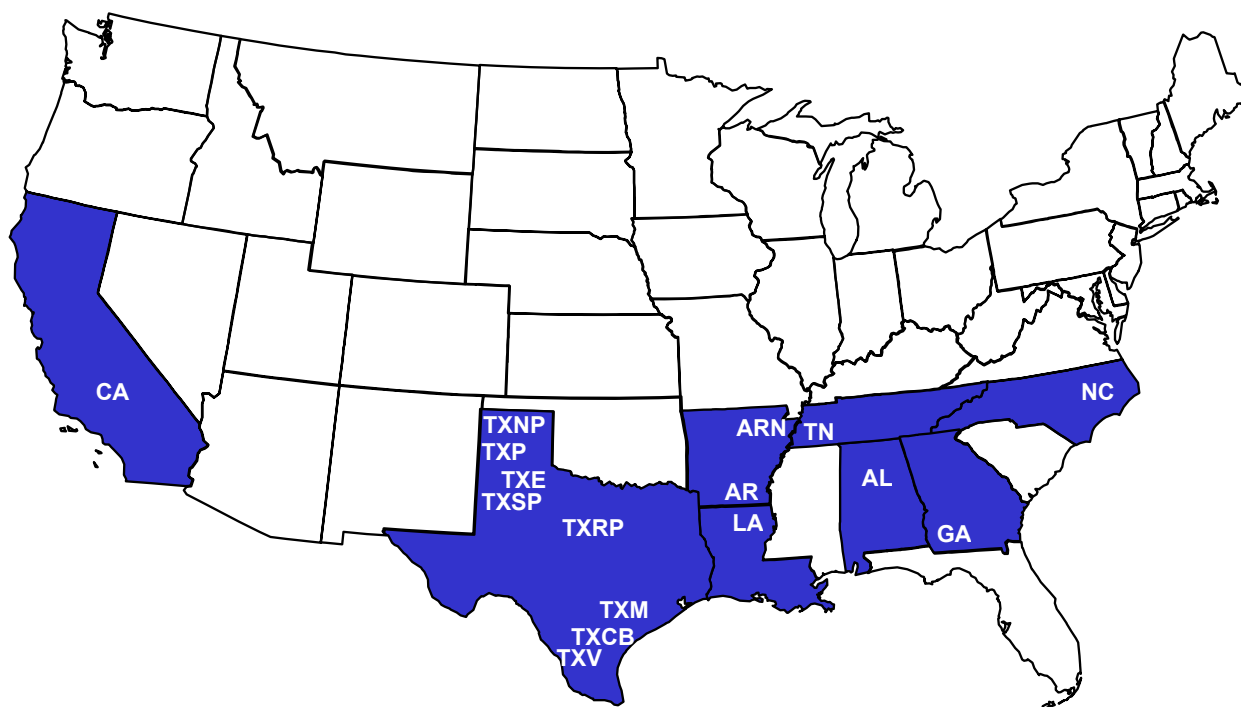 CA
NC
TXNP
ARN
TN
TXP
TXE
AL
AR
TXSP
LA
TXRP
GA
TXM
TXCB
TXV